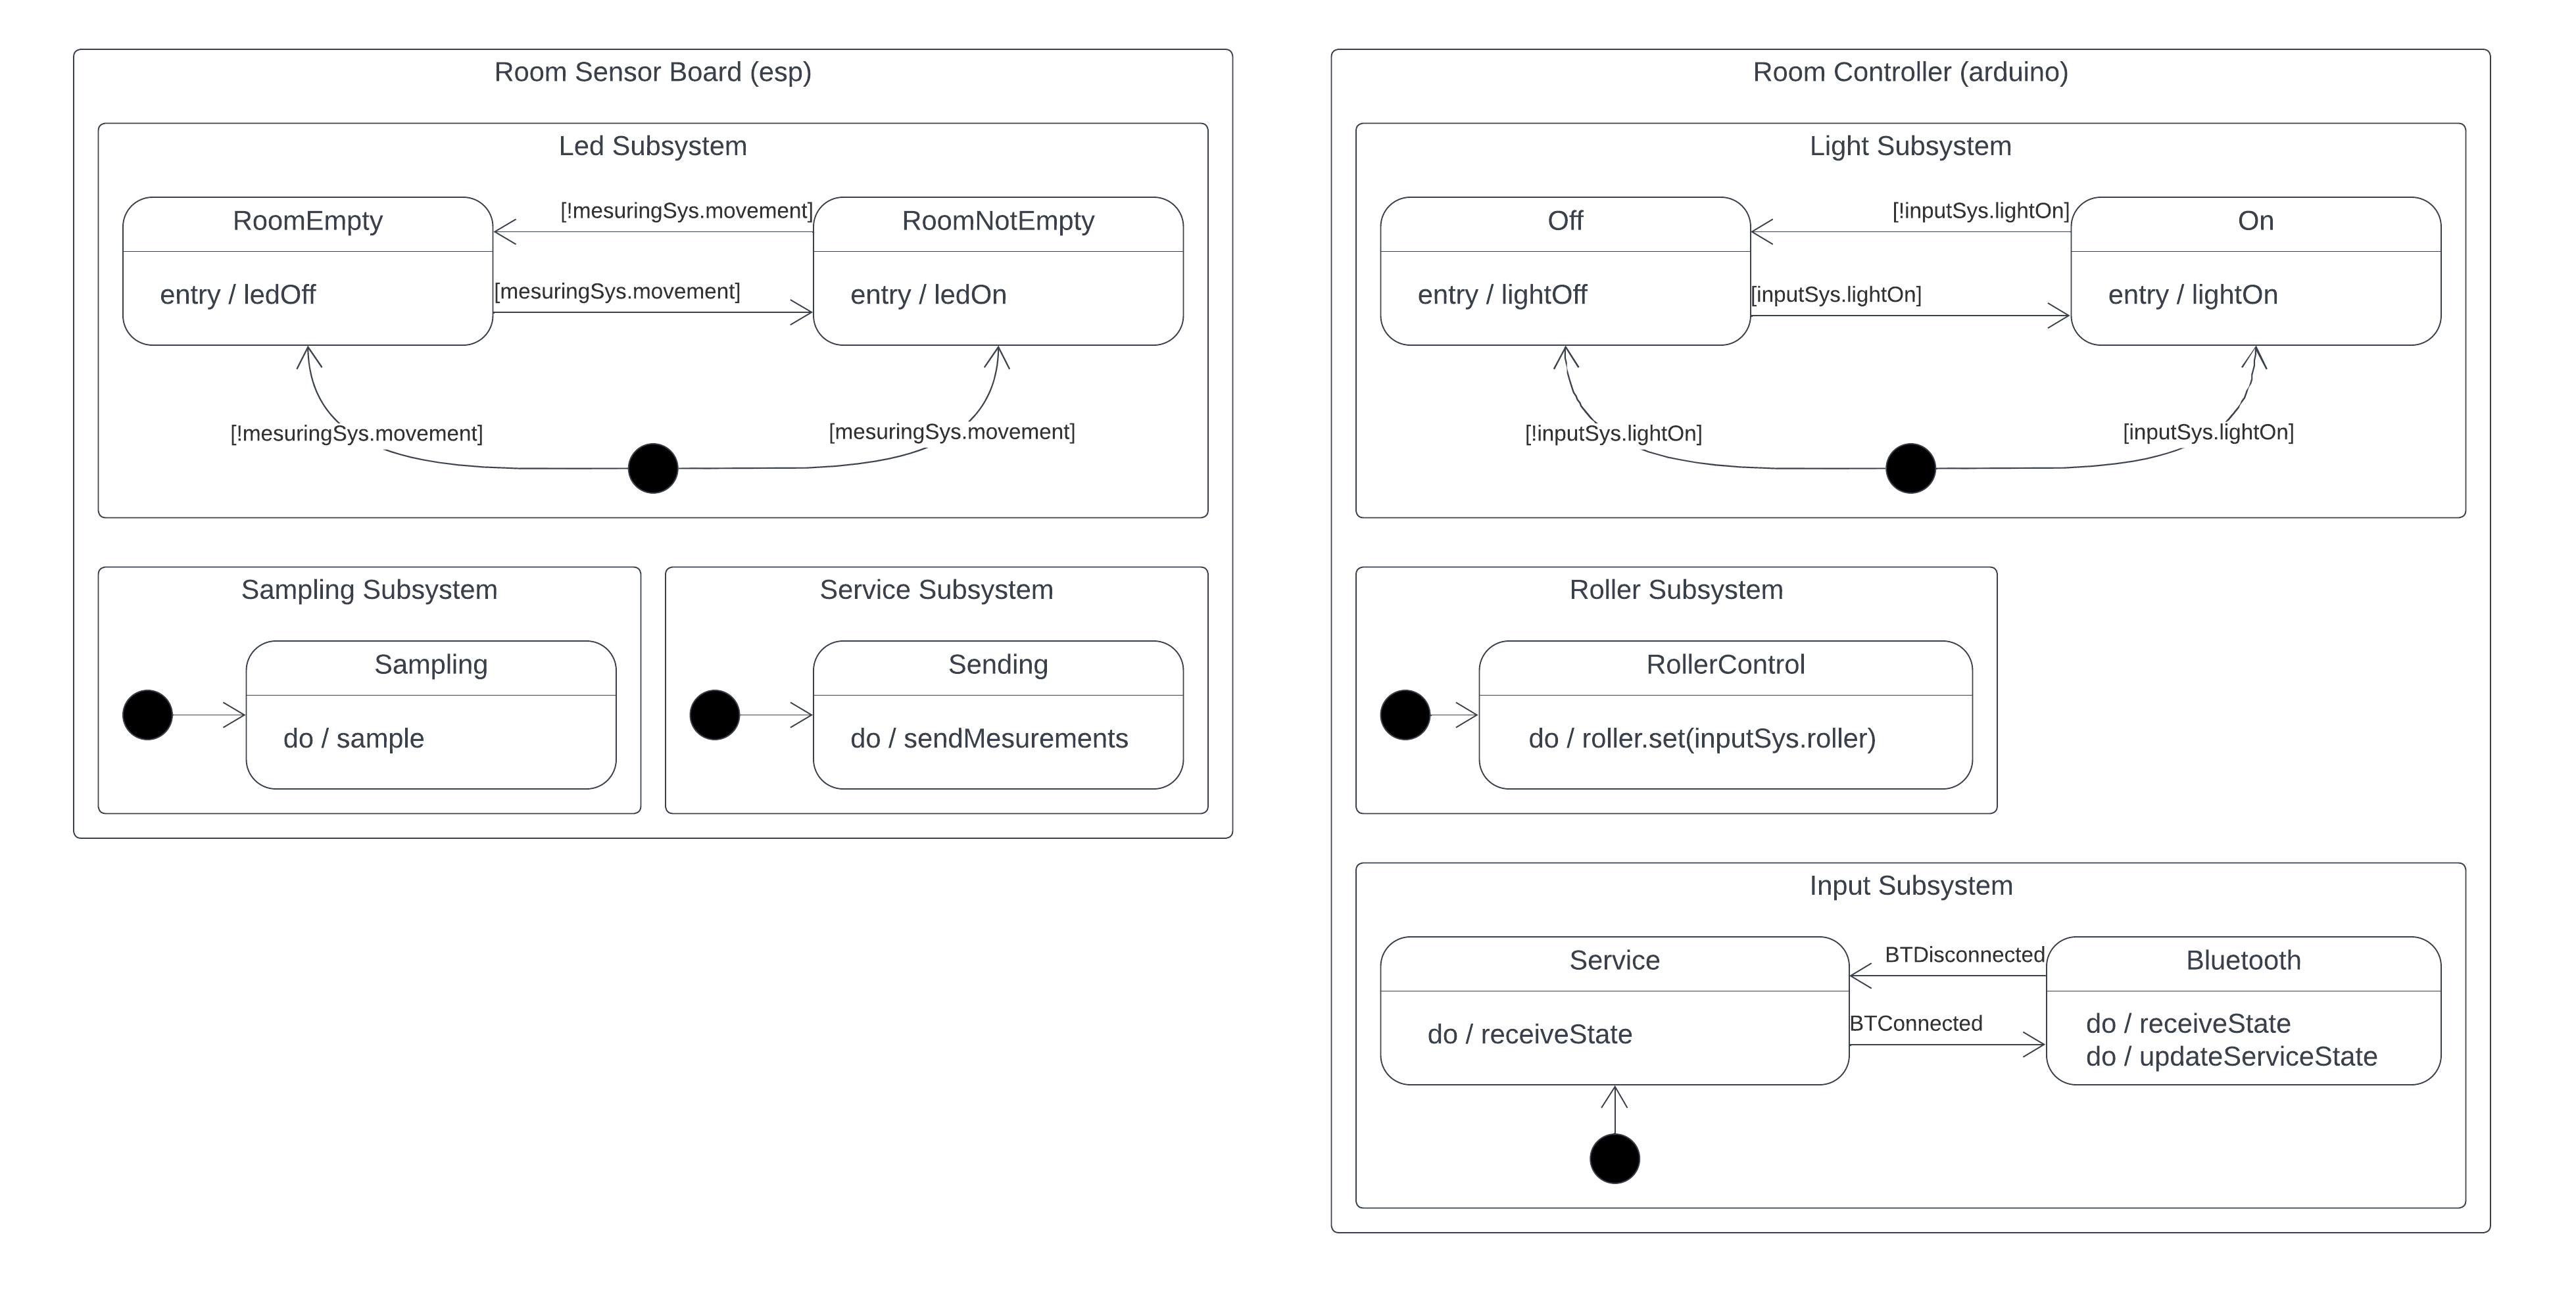 Room Sensor Board (esp)
Led Subsystem
RoomEmpty
entry / ledOff
[!mesuringSys.movement]
[mesuringSys.movement]
RoomNotEmpty
entry / ledOn
[!mesuringSys.movement]
[mesuringSys.movement]
Sampling Subsystem
Sampling
do / sample
Service Subsystem
Sending
do / sendMesurements
Room Controller (arduino)
Light Subsystem
Off
entry / lightOff
[!inputSys.lightOn]
[inputSys.lightOn]
On
entry / lightOn
[!inputSys.lightOn]
[inputSys.lightOn]
Roller Subsystem
RollerControl
do / roller.set(inputSys.roller)
Input Subsystem
Service
do / receiveState
BTDisconnected
BTConnected
Bluetooth
do / receiveState
do / updateServiceState